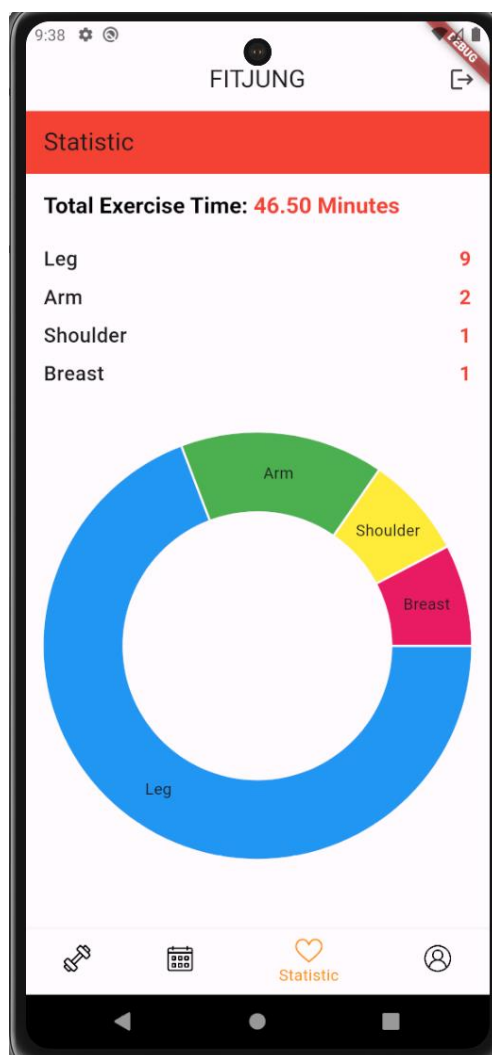 9:38
DEBUG
FITJUNG
Statistic
Total Exercise Time: 46.50 Minutes
Leg 9
Arm 2
Shoulder 1
Breast 1
Arm
Shoulder
Breast
Leg
Statistic